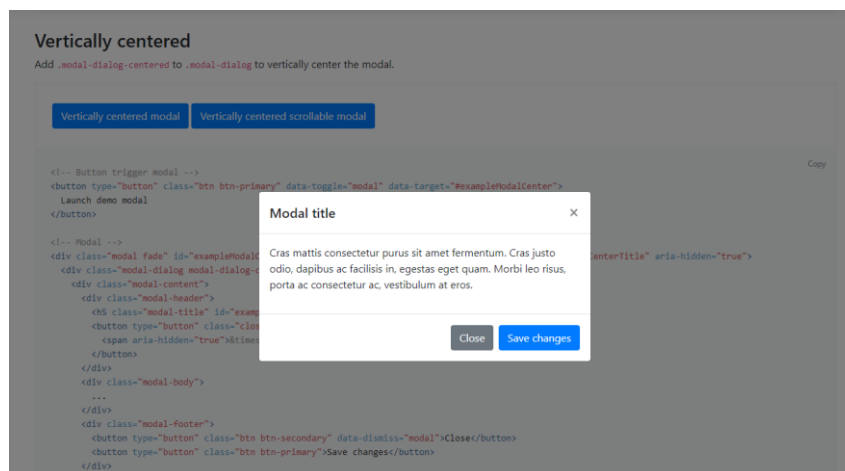 Vertically centered
Add .modal-dialog-centered to .modal-dialog to vertically center the modal.
Vertically centered modal Vertically centered scrollable modal
Copy
<!-- Button trigger modal -->
<button type="button" class="btn btn-primary" data-toggle="modal" data-target="#exampleModalCenter">
Launch demo modal
</button>
<!-- Modal -->
<div class="modal fade" id="exampleModalC
CenterTitle" aria-hidden="true">
<div class="modal-dialog modal-dialog-c
<div class="modal-content">
<div class="modal-header">
<h5 class="modal-title" id="examp
<button type="button" class="clos
<span aria-hidden="true">&times
</button>
</div>
<div class="modal-body">
...
</div>
<div class="modal-footer">
<button type="button" class="btn btn-secondary" data-dismiss="modal">Close</button>
<button type="button" class="btn btn-primary">Save changes</button>
</div>
Modal title ×
Cras mattis consectetur purus sit amet fermentum. Cras justo
odio, dapibus ac facilisis in, egestas eget quam. Morbi leo risus,
porta ac consectetur ac, vestibulum at eros.
Close Save changes